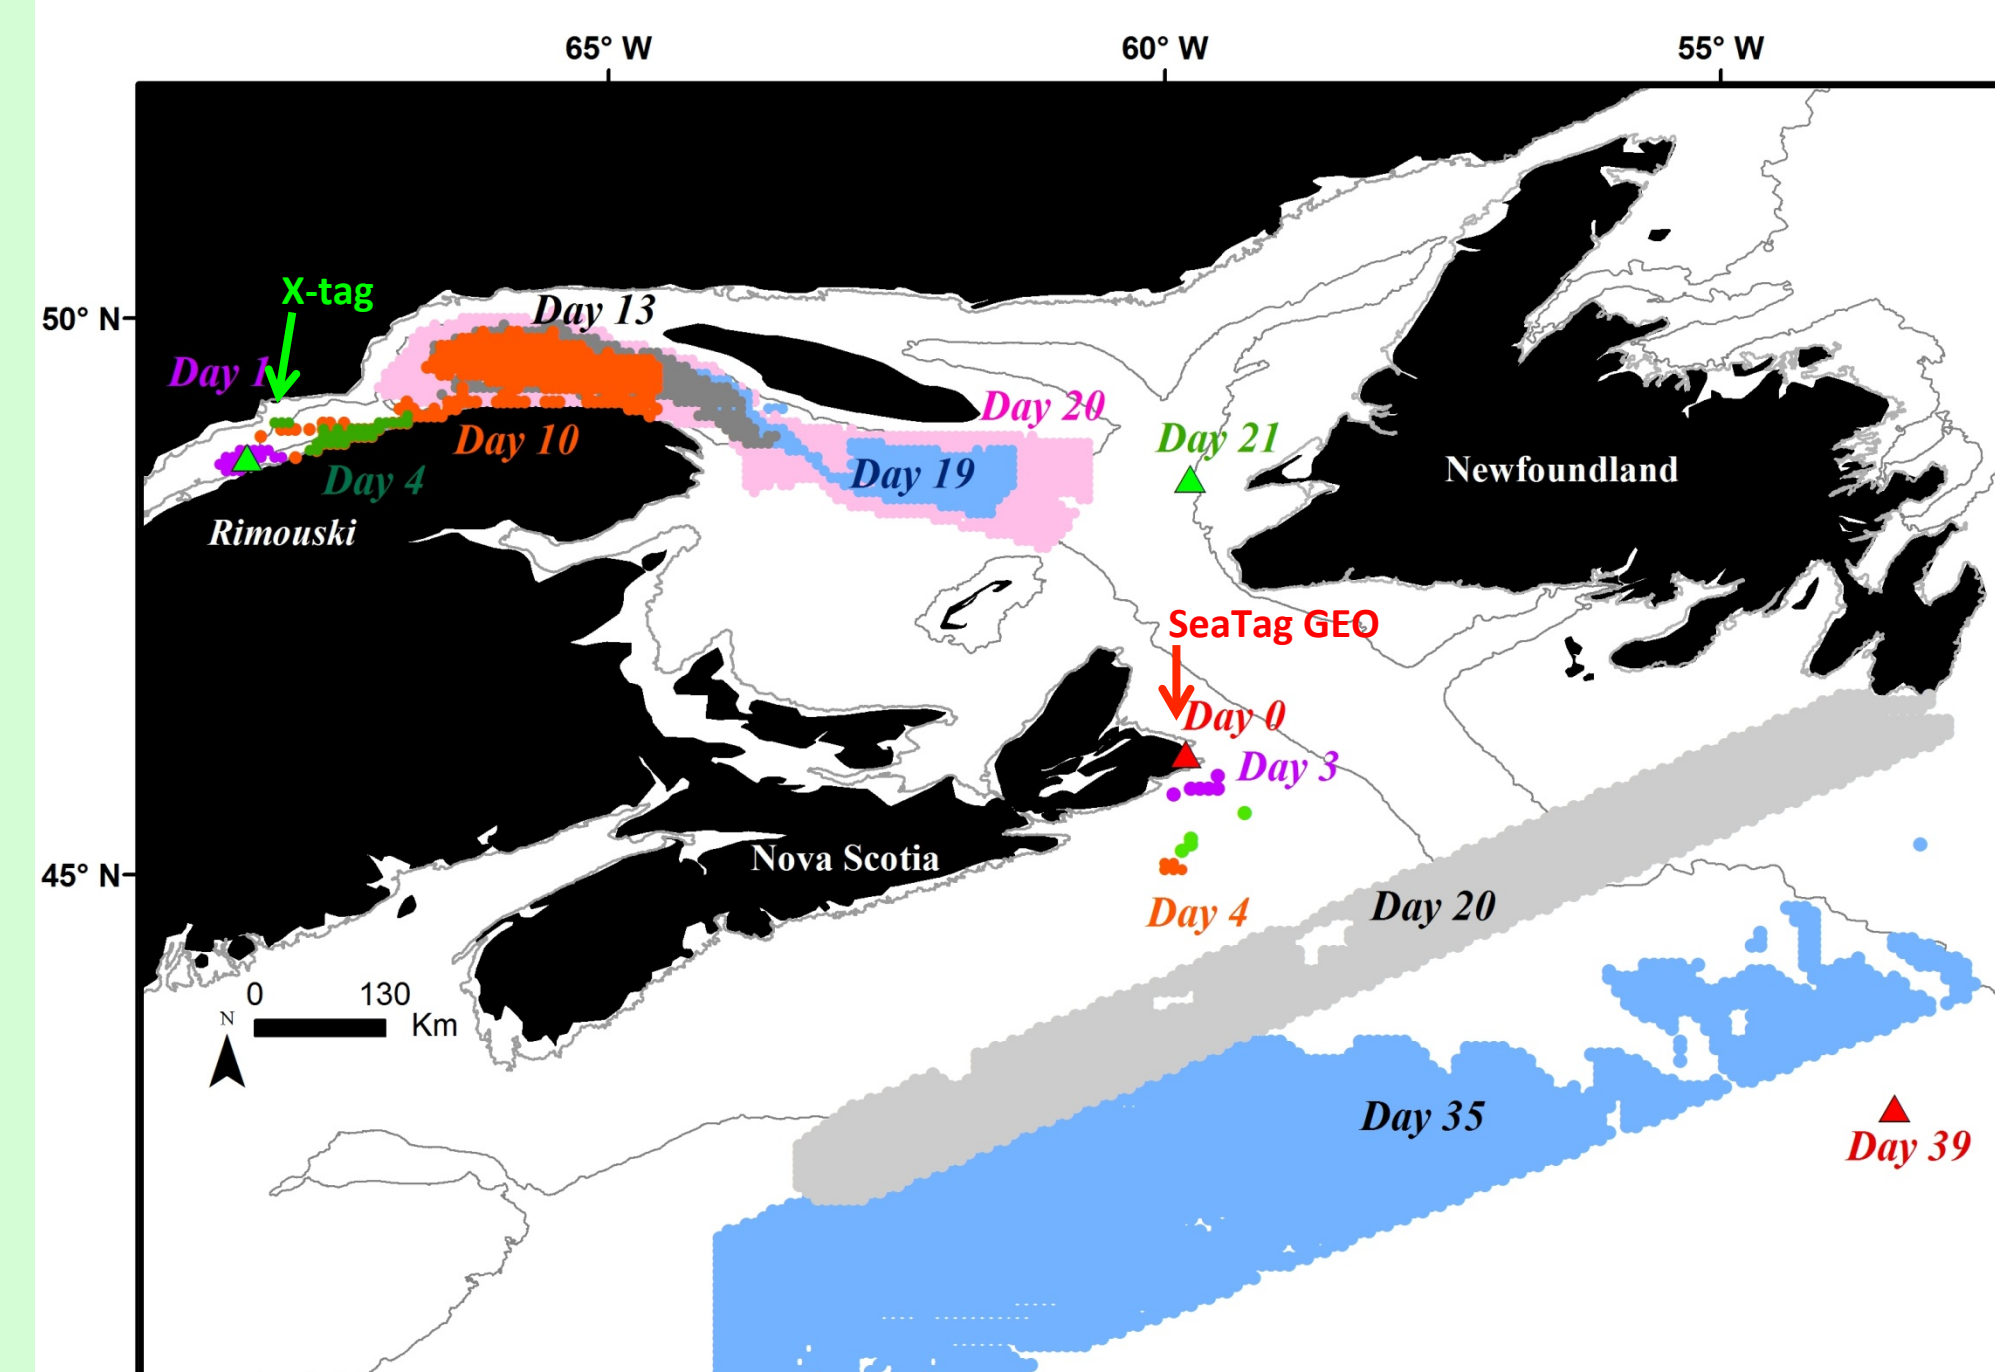 65° W
60° W
55° W
X-tag
50° N
Day 13
Day 1
Day 20
Day 10
Day 21
Day 19
Newfoundland
Day 4
Rimouski
SeaTag GEO
Day 0
Day 3
Nova Scotia
45° N
Day 4
Day 20
0
130
N
Km
Day 35
Day 39